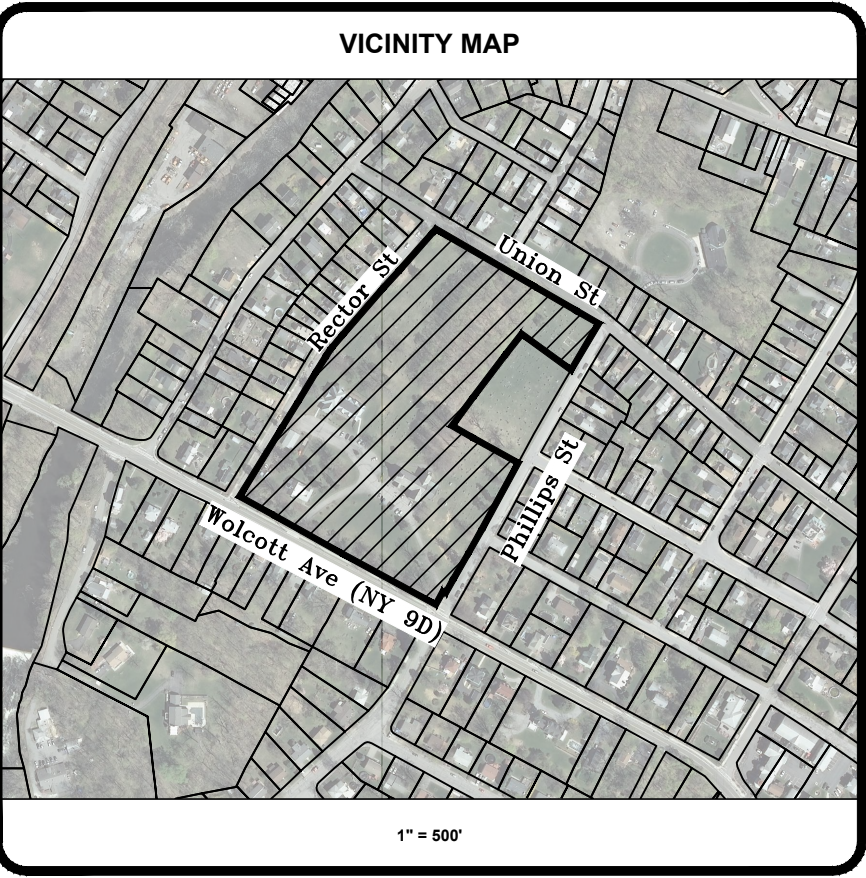 VICINITY MAP
Union St
Rector St
Phillips St
Wolcott Ave (NY 9D)
1" = 500'